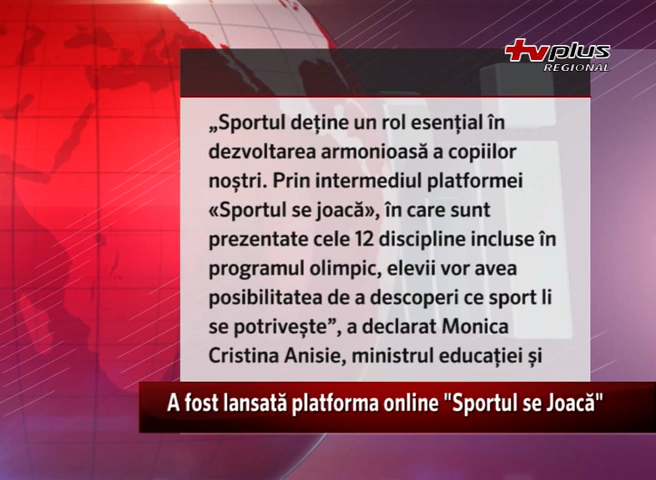 tv plus
REGIONAL
„Sportul deține un rol esențial în
dezvoltarea armonioasă a copiilor
noștri. Prin intermediul platformei
«Sportul se joacă», în care sunt
prezentate cele 12 discipline incluse în
programul olimpic, elevii vor avea
posibilitatea de a descoperi ce sport li
se potrivește”, a declarat Monica
Cristina Anisie, ministrul educației și
A fost lansată platforma online "Sportul se Joacă"